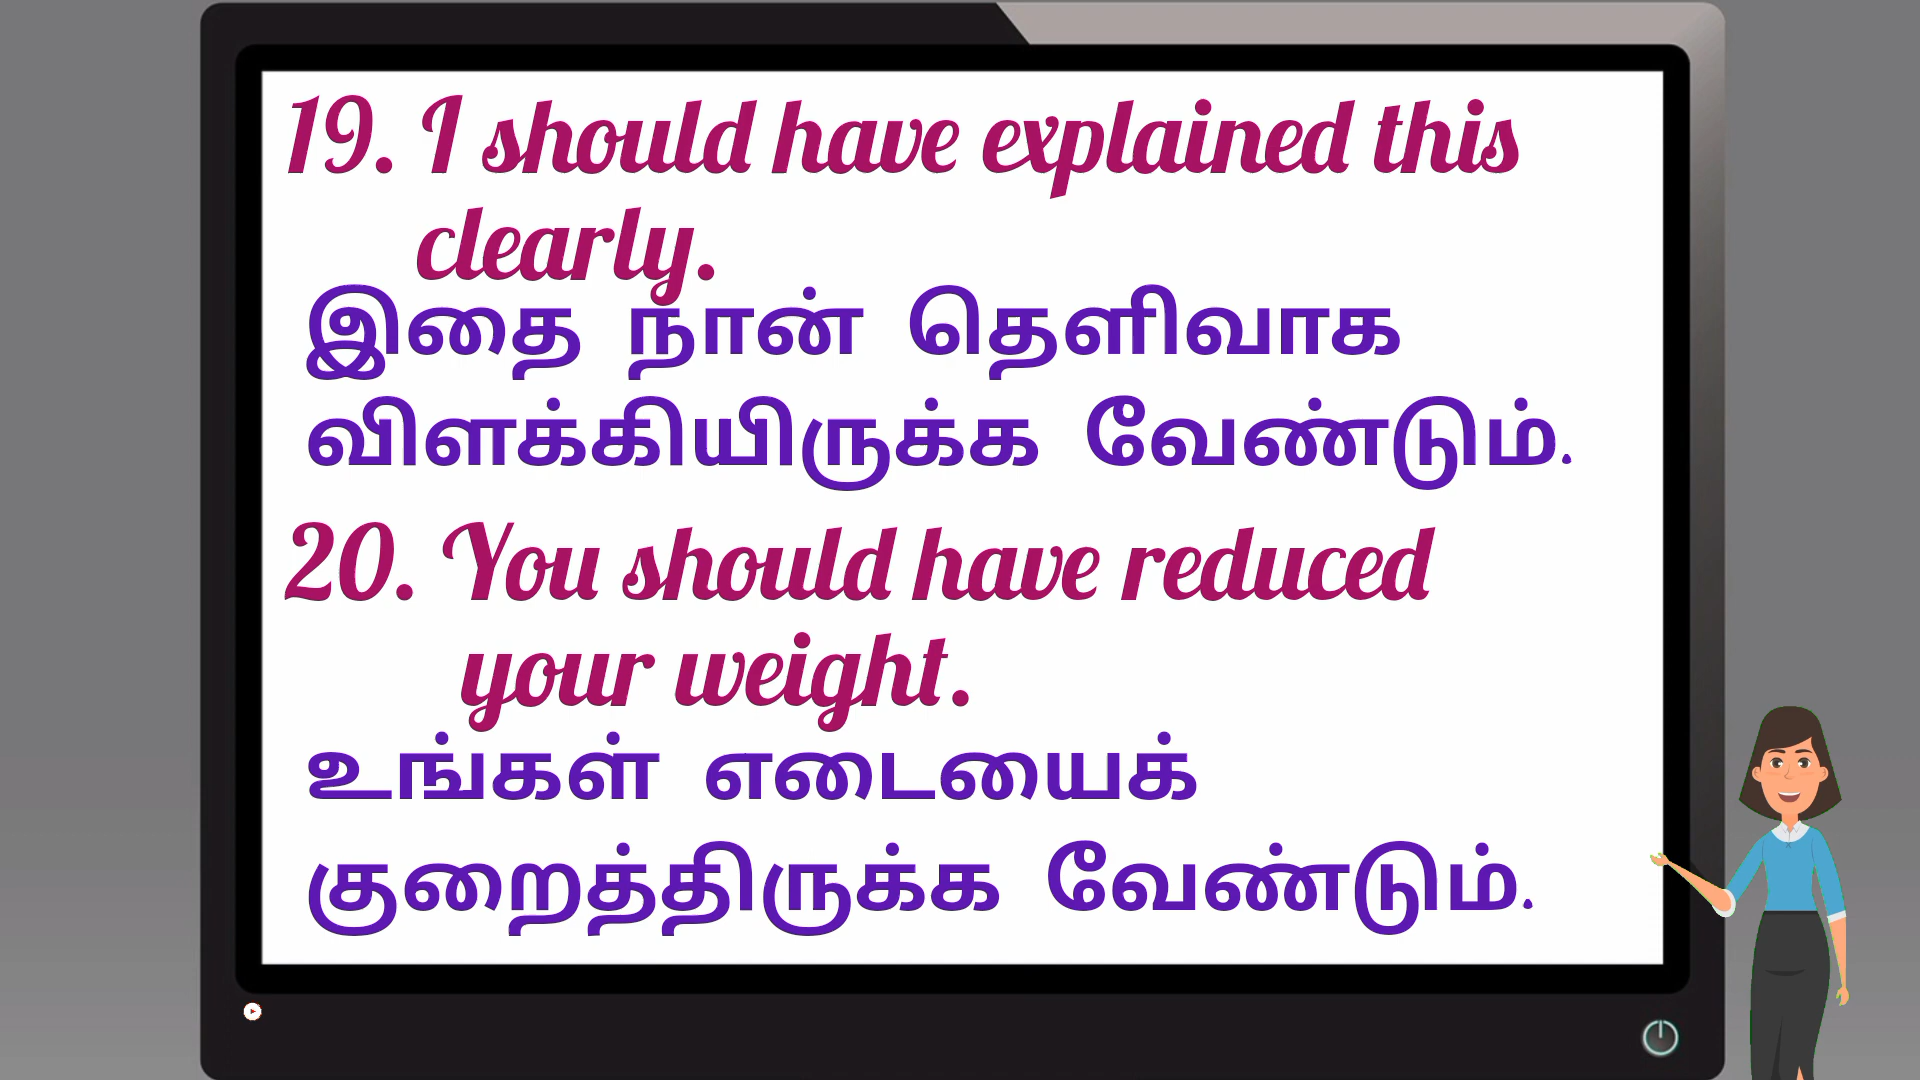 19. I should have explained this
clearly.
இதை நான் தெளிவாக
விளக்கியிருக்க வேண்டும்.
20. You should have reduced
your weight.
உங்கள் எடையைக்
குறைத்திருக்க வேண்டும்.